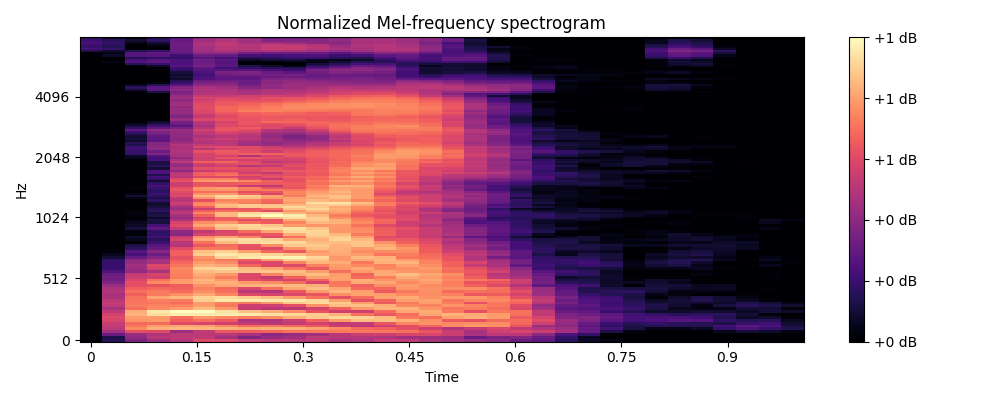 Normalized Mel-frequency spectrogram
Hz
4096
2048
1024
512
0
0 0.15 0.3 0.45 0.6 0.75 0.9
Time
+1 dB
+1 dB
+1 dB
+0 dB
+0 dB
+0 dB